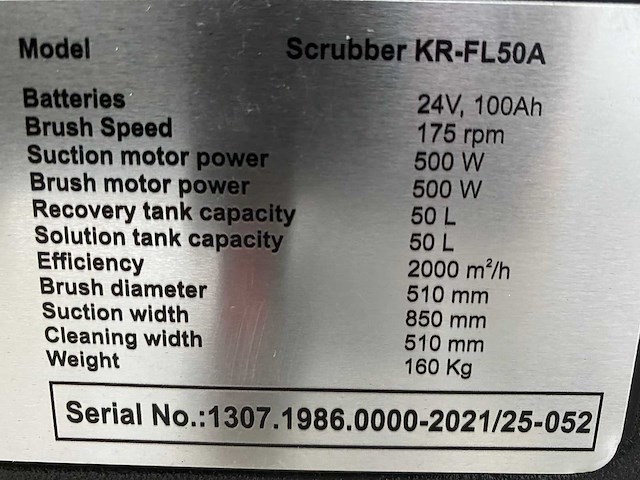 Model Scrubber KR-FL50A
Batteries 24V, 100Ah
Brush Speed 175 rpm
Suction motor power 500 W
Brush motor power 500 W
Recovery tank capacity 50 L
Solution tank capacity 50 L
Efficiency 2000 m²/h
Brush diameter 510 mm
Suction width 850 mm
Cleaning width 510 mm
Weight 160 Kg
Serial No.:1307.1986.0000-2021/25-052